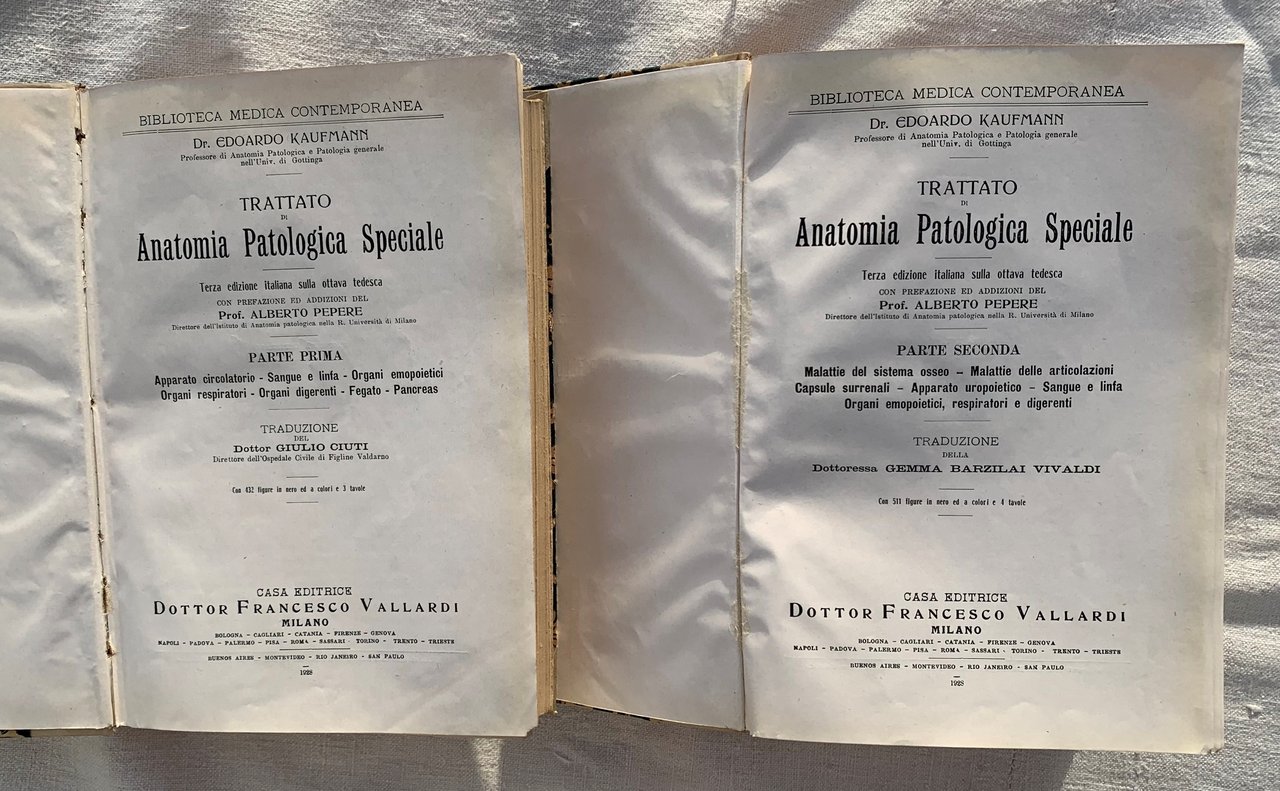 BIBLIOTECA MEDICA CONTEMPORANEA
Dr. EDOARDO KAUFMANN
Professore di Anatomia Patologica e Patologia generale
nell'Univ. di Gottinga
TRATTATO
DI
Anatomia Patologica Speciale
Terza edizione italiana sulla ottava tedesca
CON PREFAZIONE ED ADDIZIONI DEL
Prof. ALBERTO PEPERE
Direttore dell'Istituto di Anatomia patologica nella R. Università di Milano
PARTE PRIMA
Apparato circolatorio - Sangue e linfa - Organi emopoietici
Organi respiratori - Organi digerenti - Fegato - Pancreas
TRADUZIONE
DEL
Dottor GIULIO CIUTI
Direttore dell'Ospedale Civile di Figline Valdarno
Con 432 figure in nero ed a colori e 3 tavole
CASA EDITRICE
DOTTOR FRANCESCO VALLARDI
MILANO
BOLOGNA - CAGLIARI - CATANIA - FIRENZE - GENOVA
NAPOLI - PADOVA - PALERMO - PISA - ROMA - SASSARI - TORINO - TRENTO - TRIESTE
BUENOS AIRES - MONTEVIDEO - RIO JANEIRO - SAN PAULO
1928
BIBLIOTECA MEDICA CONTEMPORANEA
Dr. EDOARDO KAUFMANN
Professore di Anatomia Patologica e Patologia generale
nell'Univ. di Gottinga
TRATTATO
DI
Anatomia Patologica Speciale
Terza edizione italiana sulla ottava tedesca
CON PREFAZIONE ED ADDIZIONI DEL
Prof. ALBERTO PEPERE
Direttore dell'Istituto di Anatomia patologica nella R. Università di Milano
PARTE SECONDA
Malattie del sistema osseo - Malattie delle articolazioni
Capsule surrenali - Apparato uropoietico - Sangue e linfa
Organi emopoietici, respiratori e digerenti
TRADUZIONE
DELLA
Dottoressa GEMMA BARZILAI VIVALDI
Con 511 figure in nero ed a colori e 4 tavole
CASA EDITRICE
DOTTOR FRANCESCO VALLARDI
MILANO
BOLOGNA - CAGLIARI - CATANIA - FIRENZE - GENOVA
NAPOLI - PADOVA - PALERMO - PISA - ROMA - SASSARI - TORINO - TRENTO - TRIESTE
BUENOS AIRES - MONTEVIDEO - RIO JANEIRO - SAN PAULO
1928